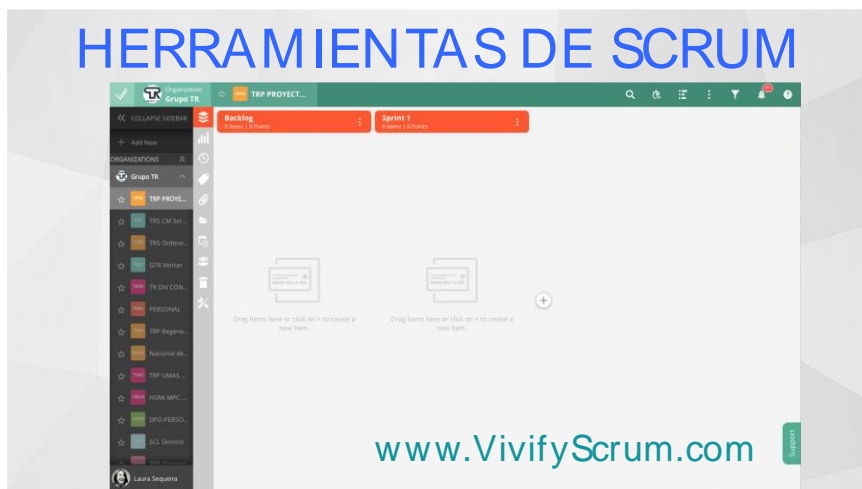 HERRAMIENTAS DE SCRUM
Organization
Grupo TR
TRP PROYECT...
COLLAPSE SIDEBAR
Add New
ORGANIZATIONS
Grupo TR
TRP PROYE...
TRS CM Ser...
TRS Ordene...
GTR Ventas
TR DIV CON...
PERSONAL
TRP Regene...
Nacional de...
TRP UMAS ...
HSRA MPC ...
DPD-PERSO...
SCL Servicio
Laura Sequeira
Backlog
0 Items | 0 Points
Sprint 1
0 Items | 0 Points
Drag items here or click on + to create a
new item.
Drag items here or click on + to create a
new item.
www.VivifyScrum.com
Support